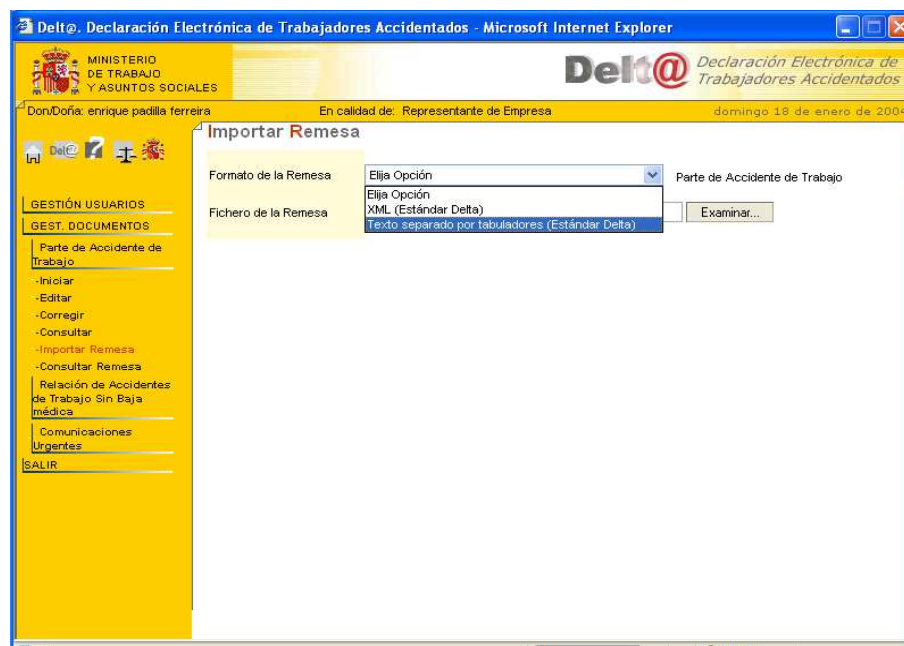 Delt@. Declaración Electrónica de Trabajadores Accidentados - Microsoft Internet Explorer
MINISTERIO
DE TRABAJO
Y ASUNTOS SOCIALES
Delt@
Declaración Electrónica de
Trabajadores Accidentados
Don/Doña: enrique padilla ferreira
En calidad de: Representante de Empresa
domingo 18 de enero de 2004
Importar Remesa
Delt@
Formato de la Remesa
Elija Opción
Parte de Accidente de Trabajo
Elija Opción
XML (Estándar Delta)
Texto separado por tabuladores (Estándar Delta)
Fichero de la Remesa
Examinar...
GESTIÓN USUARIOS
GEST. DOCUMENTOS
Parte de Accidente de
Trabajo
-Iniciar
-Editar
-Corregir
-Consultar
-Importar Remesa
-Consultar Remesa
Relación de Accidentes
de Trabajo Sin Baja
médica
Comunicaciones
Urgentes
SALIR